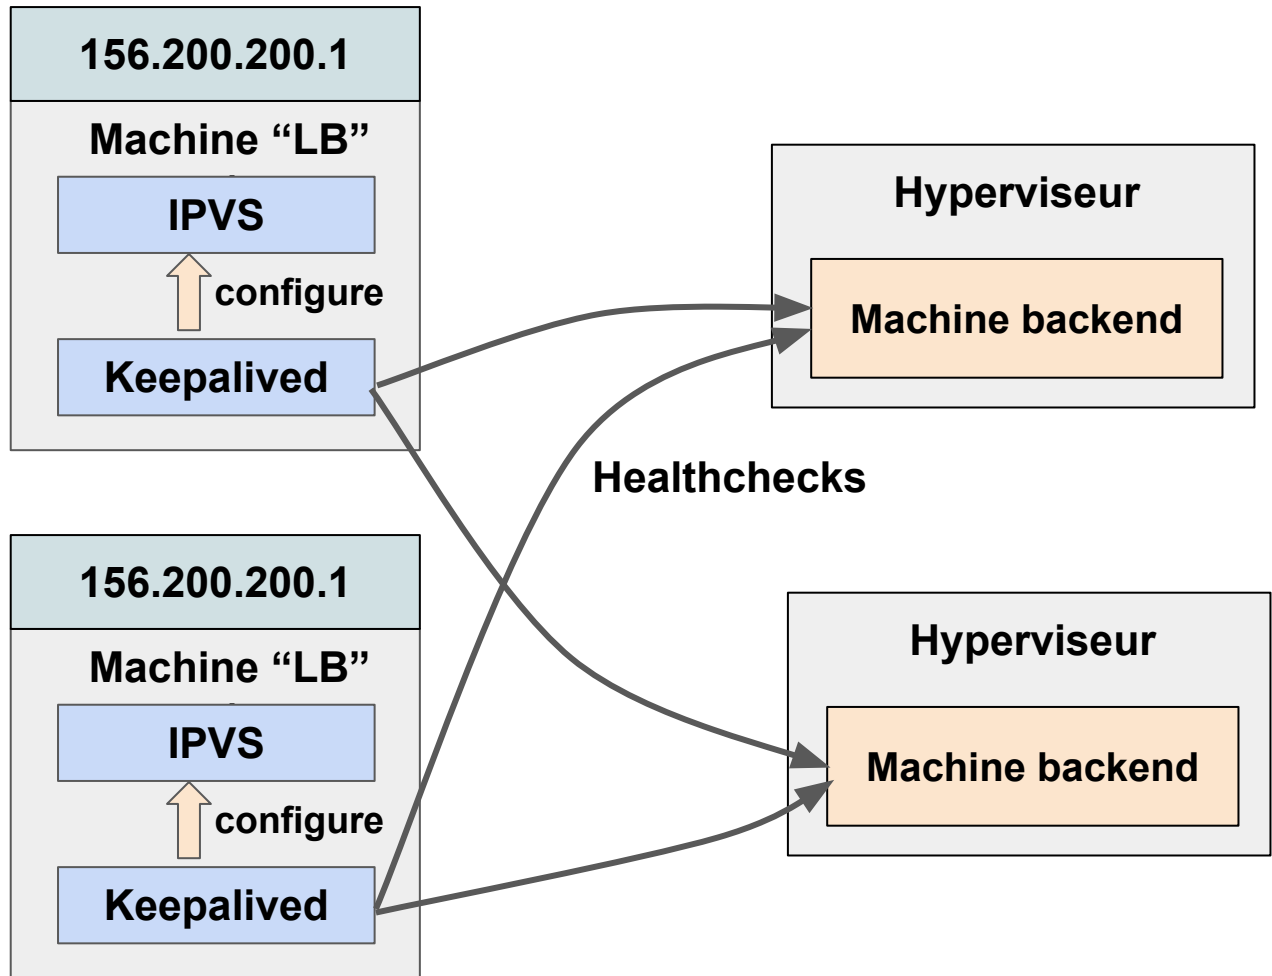 156.200.200.1
Machine “LB”
IPVS
configure
Keepalived
Hyperviseur
Machine backend
Healthchecks
156.200.200.1
Machine “LB”
IPVS
configure
Keepalived
Hyperviseur
Machine backend